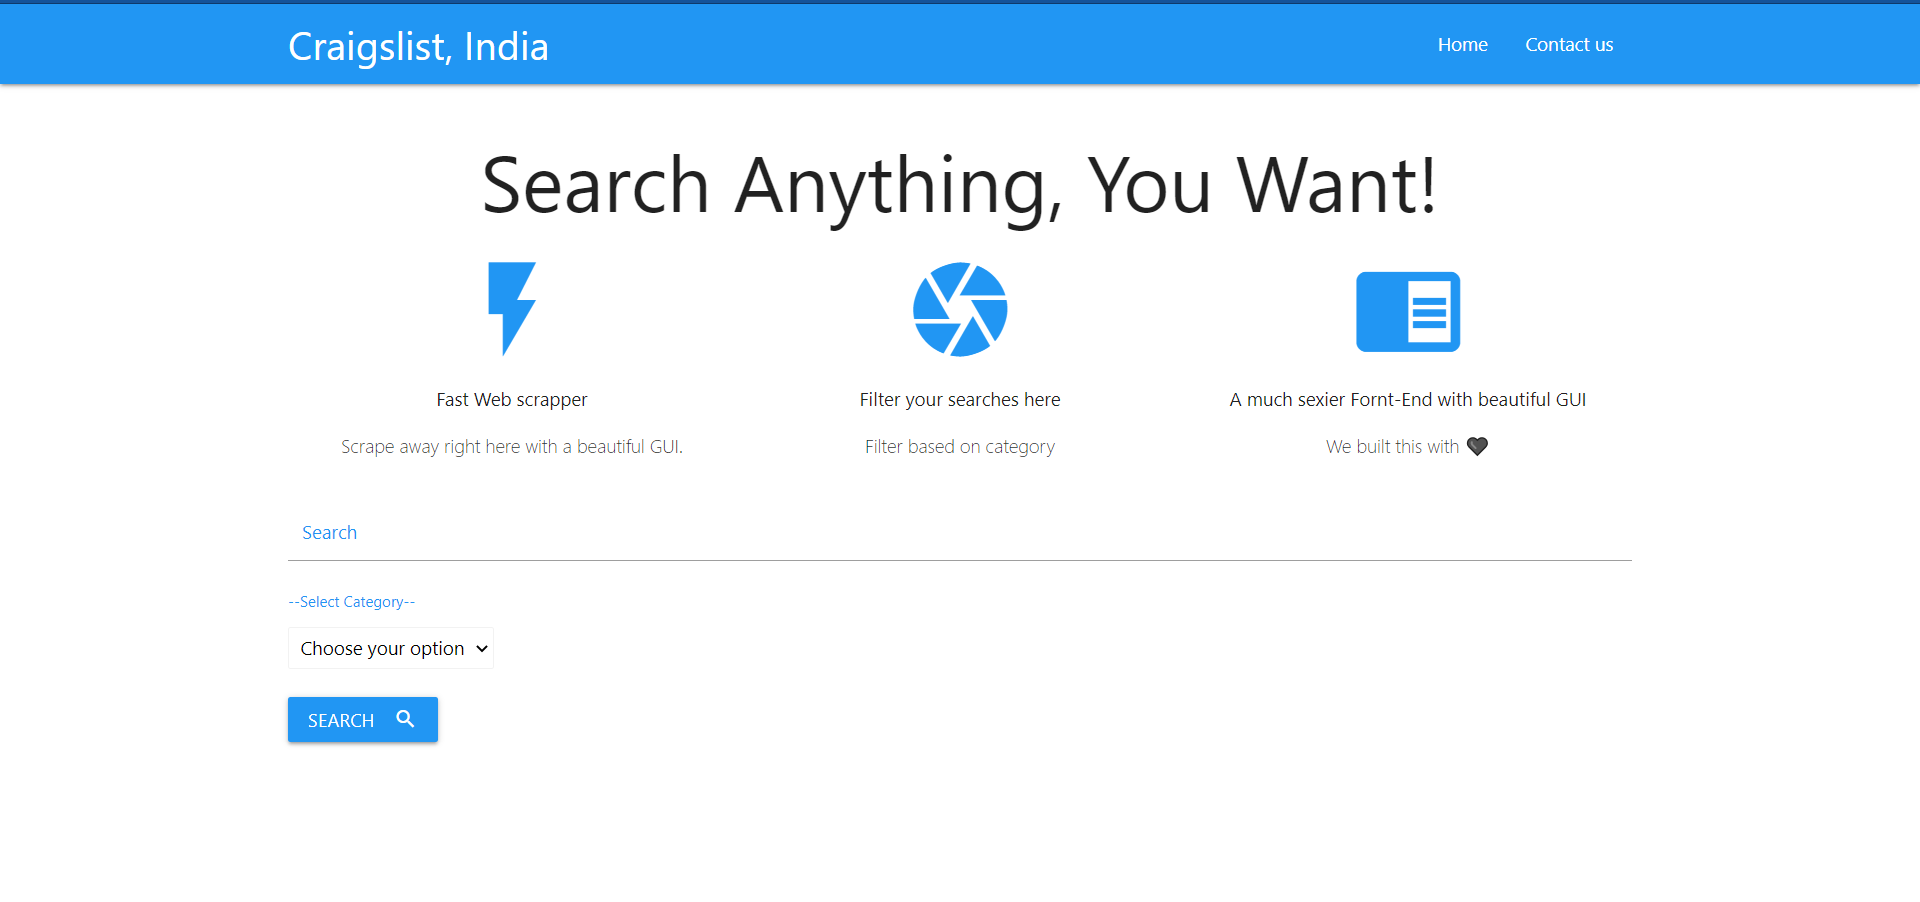 Craigslist, India
Home
Contact us
Search Anything, You Want!
Fast Web scrapper
Scrape away right here with a beautiful GUI.
Filter your searches here
Filter based on category
A much sexier Fornt-End with beautiful GUI
We built this with 🖤
Search
--Select Category--
Choose your option
SEARCH